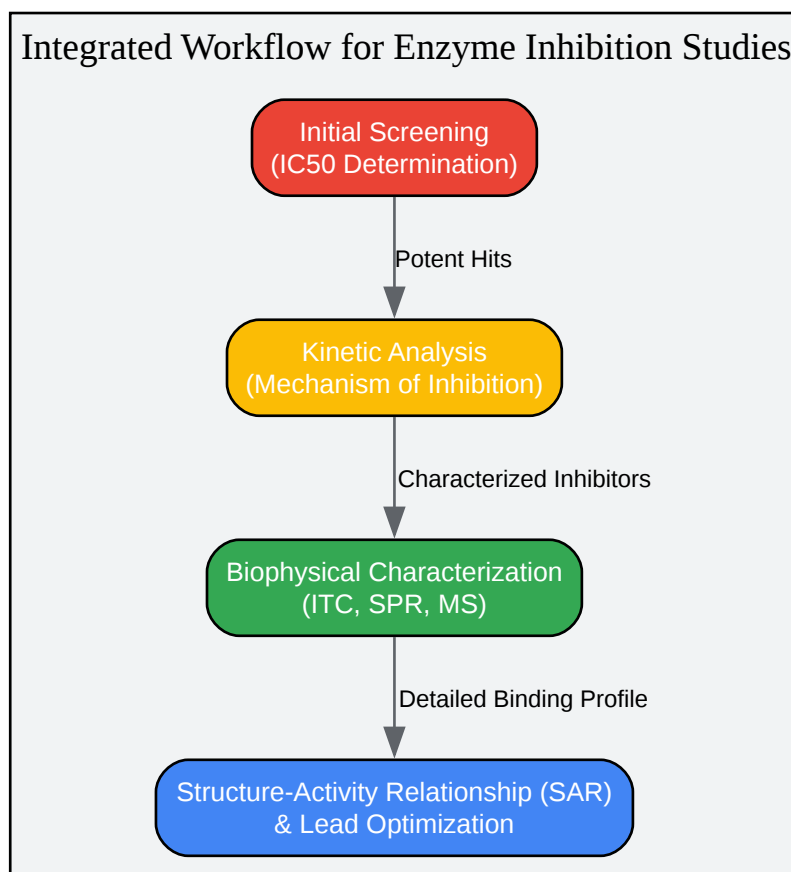 Integrated Workflow for Enzyme Inhibition Studies
Initial Screening
(IC50 Determination)
Potent Hits
Kinetic Analysis
(Mechanism of Inhibition)
Characterized Inhibitors
Biophysical Characterization
(ITC, SPR, MS)
Detailed Binding Profile
Structure-Activity Relationship (SAR)
& Lead Optimization